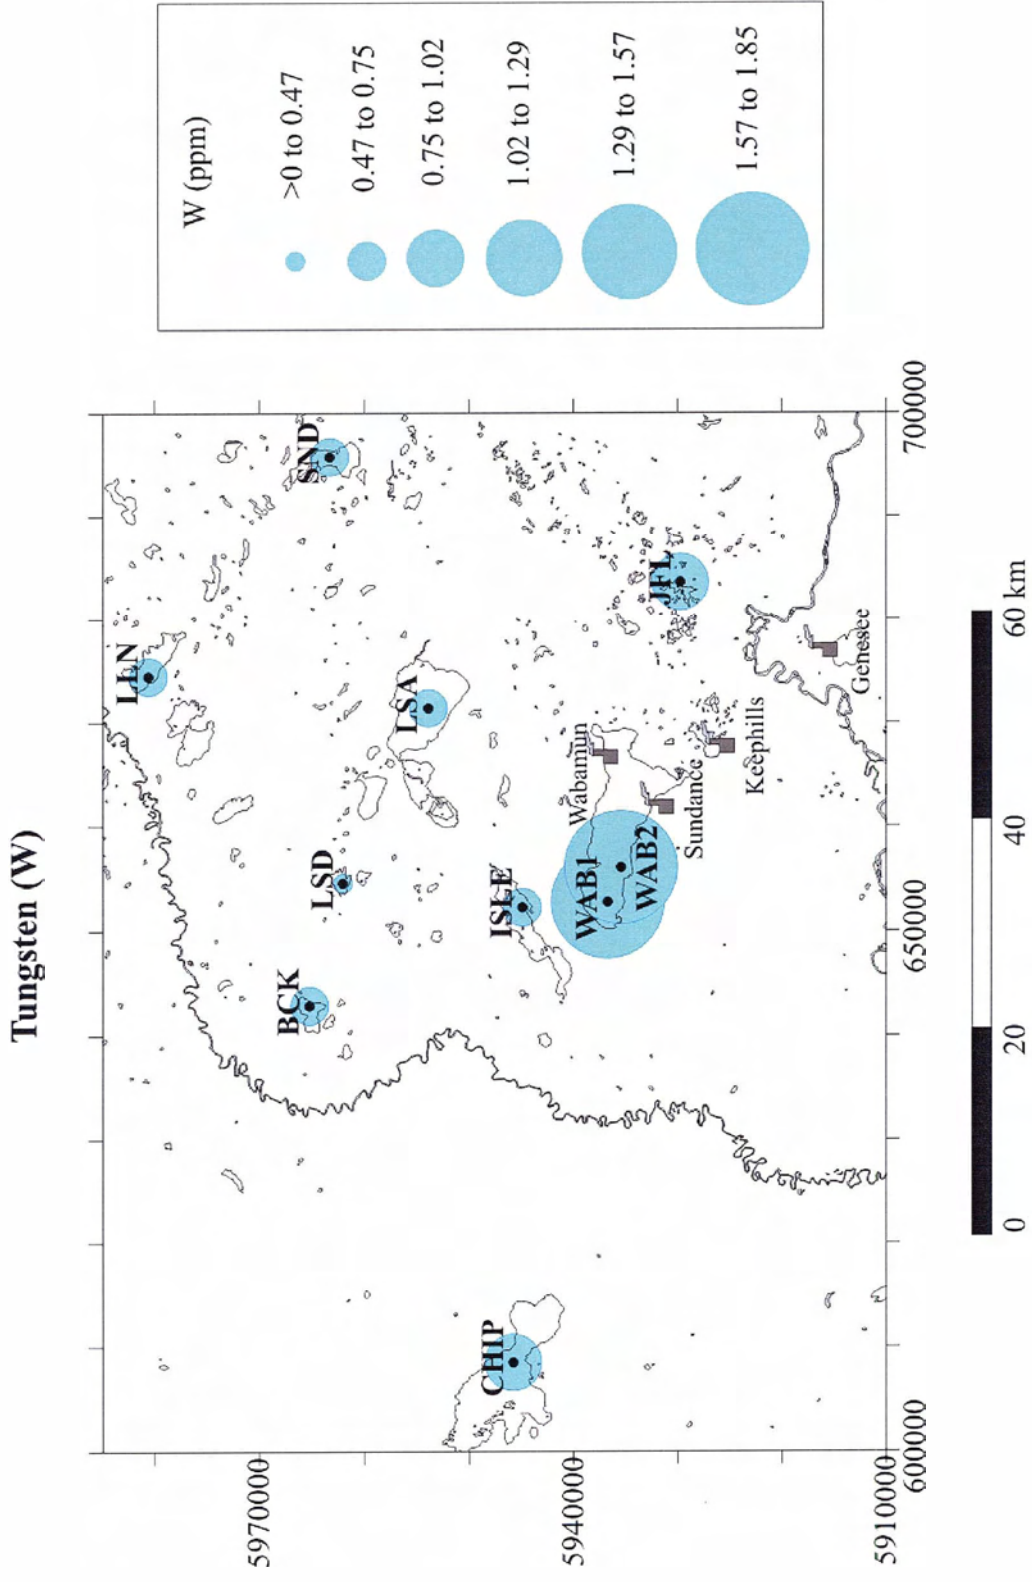 Tungsten (W)
W (ppm)
>0 to 0.47
0.47 to 0.75
0.75 to 1.02
1.02 to 1.29
1.29 to 1.57
1.57 to 1.85
LLN
SND
BCK
LSD
LSA
CHIP
ISLE
Wabamun
JFL
WAB1
WAB2
Sundance
Keephills
Genesee
5970000
5940000
5910000
600000
650000
700000
0
20
40
60 km